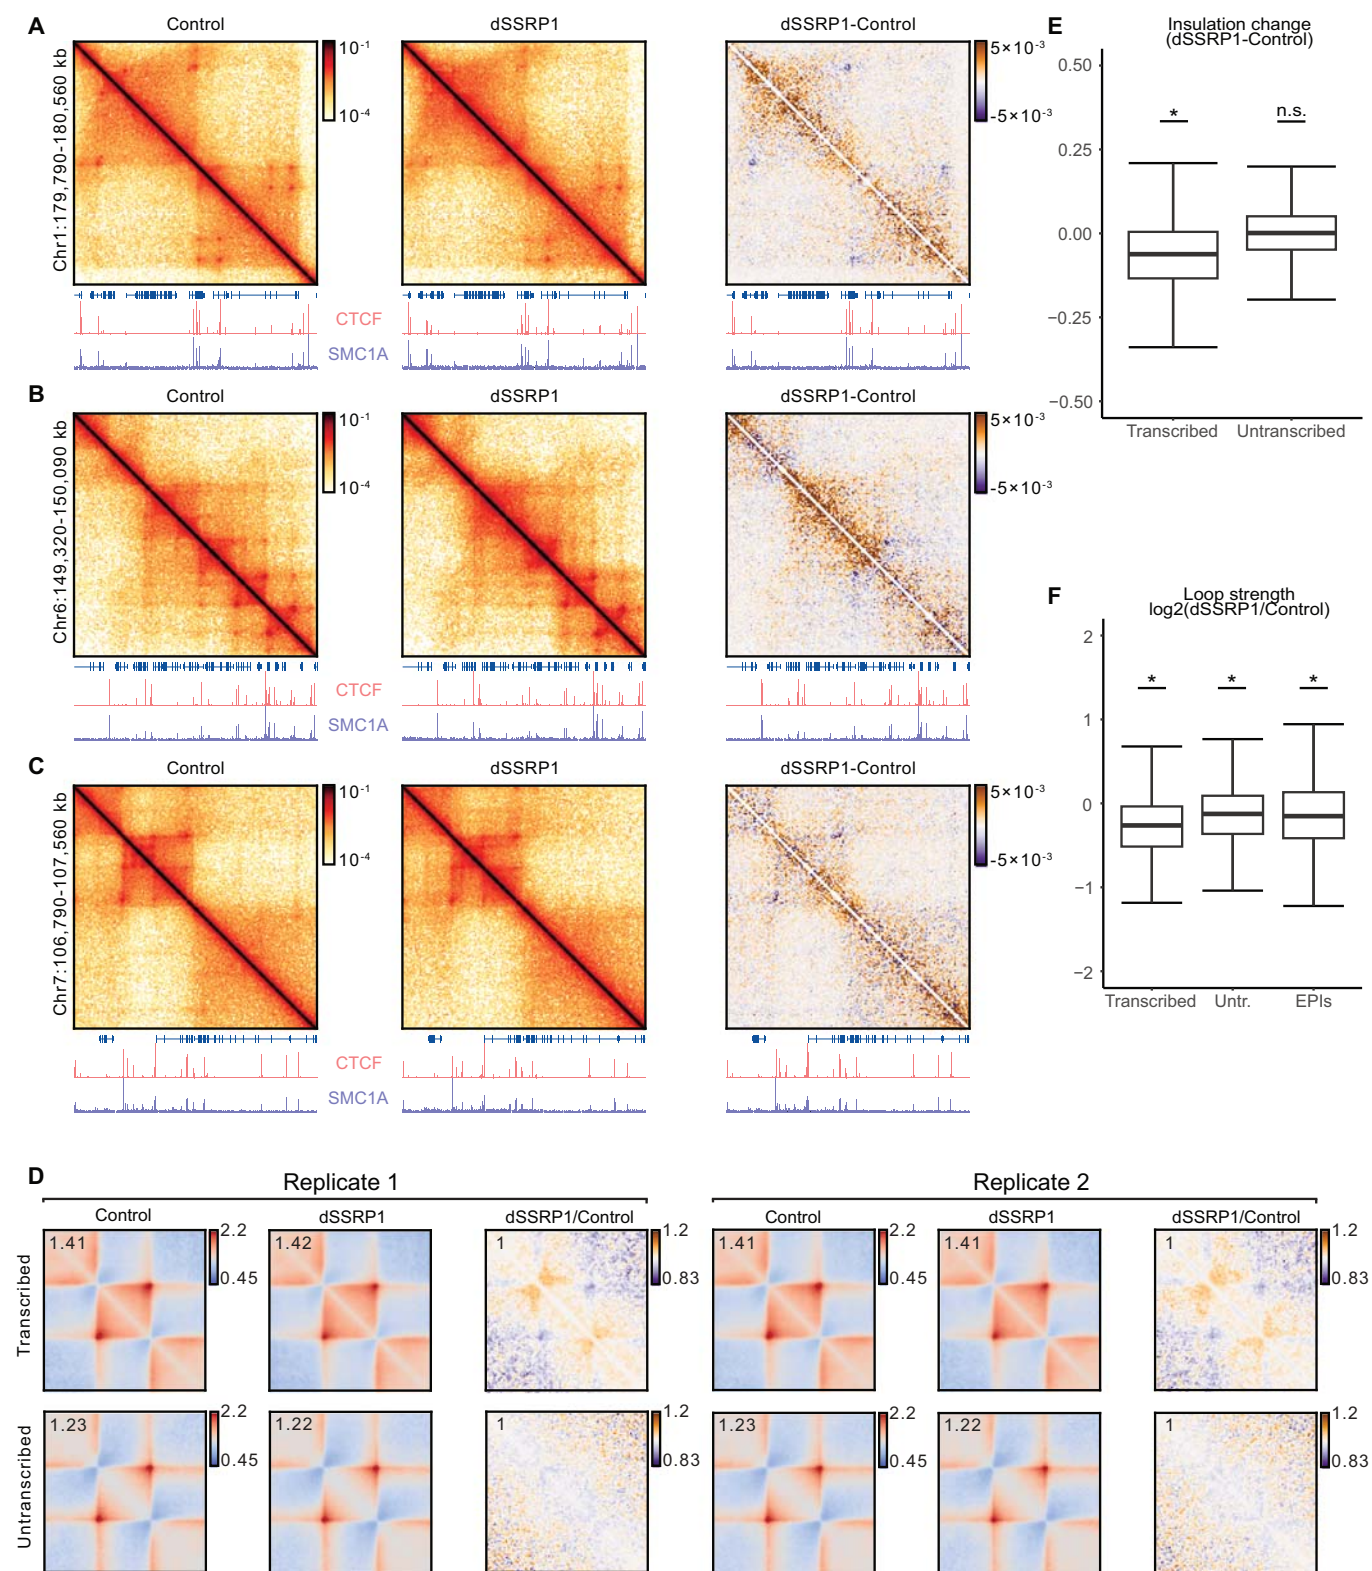 A
Control
dSSRP1
dSSRP1-Control
Chr1:179,790-180,560 kb
10-1
10-4
5×10-3
-5×10-3
CTCF
SMC1A
B
Control
dSSRP1
dSSRP1-Control
Chr6:149,320-150,090 kb
10-1
10-4
5×10-3
-5×10-3
CTCF
SMC1A
C
Control
dSSRP1
dSSRP1-Control
Chr7:106,790-107,560 kb
10-1
10-4
5×10-3
-5×10-3
CTCF
SMC1A
D
Replicate 1
Replicate 2
Control
dSSRP1
dSSRP1/Control
Control
dSSRP1
dSSRP1/Control
Transcribed
1.41
2.2
0.45
1.42
1
1.2
0.83
1.41
2.2
0.45
1.41
1
1.2
0.83
Untranscribed
1.23
2.2
0.45
1.22
1
1.2
0.83
1.23
2.2
0.45
1.22
1
1.2
0.83
E
Insulation change
(dSSRP1-Control)
0.50
0.25
0.00
−0.25
−0.50
*
n.s.
Transcribed
Untranscribed
F
Loop strength
log2(dSSRP1/Control)
2
1
0
−1
−2
*
*
*
Transcribed
Untr.
EPIs